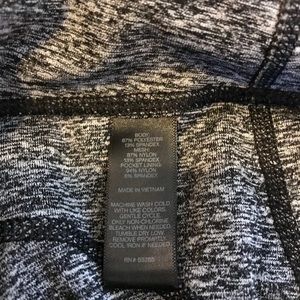 BODY:
87% POLYESTER
13% SPANDEX
MESH:
87% NYLON
13% SPANDEX
POCKET LINING:
94% NYLON
6% SPANDEX
MADE IN VIETNAM
MACHINE WASH COLD
WITH LIKE COLORS.
GENTLE CYCLE.
ONLY NON-CHLORINE
BLEACH WHEN NEEDED.
TUMBLE DRY LOW.
REMOVE PROMPTLY.
COOL IRON IF NEEDED.
RN#